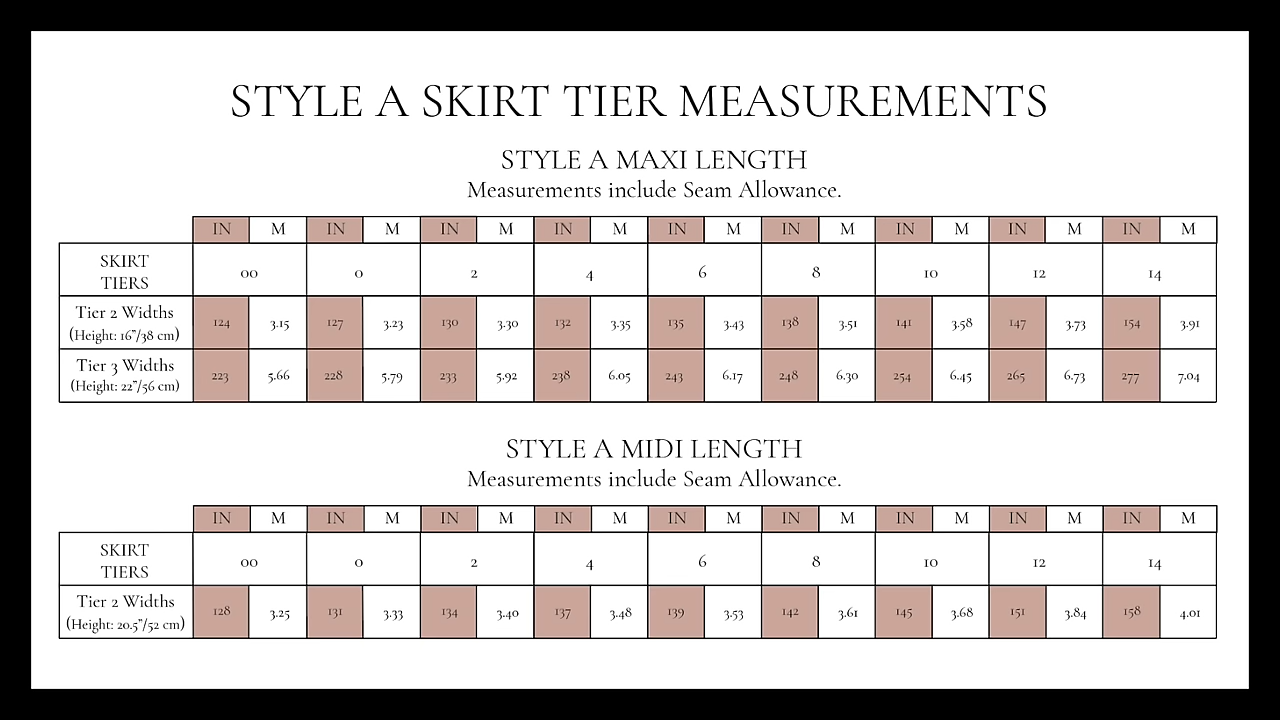 STYLE A SKIRT TIER MEASUREMENTS
STYLE A MAXI LENGTH
Measurements include Seam Allowance.
IN M IN M IN M IN M IN M IN M IN M IN M IN M
SKIRT
TIERS
00 0 2 4 6 8 10 12 14
Tier 2 Widths
(Height: 16”/38 cm)
124 3.15 127 3.23 130 3.30 132 3.35 135 3.43 138 3.51 141 3.58 147 3.73 154 3.91
Tier 3 Widths
(Height: 22”/56 cm)
223 5.66 228 5.79 233 5.92 238 6.05 243 6.17 248 6.30 254 6.45 265 6.73 277 7.04
STYLE A MIDI LENGTH
Measurements include Seam Allowance.
IN M IN M IN M IN M IN M IN M IN M IN M IN M
SKIRT
TIERS
00 0 2 4 6 8 10 12 14
Tier 2 Widths
(Height: 20.5”/52 cm)
128 3.25 131 3.33 134 3.40 137 3.48 139 3.53 142 3.61 145 3.68 151 3.84 158 4.01